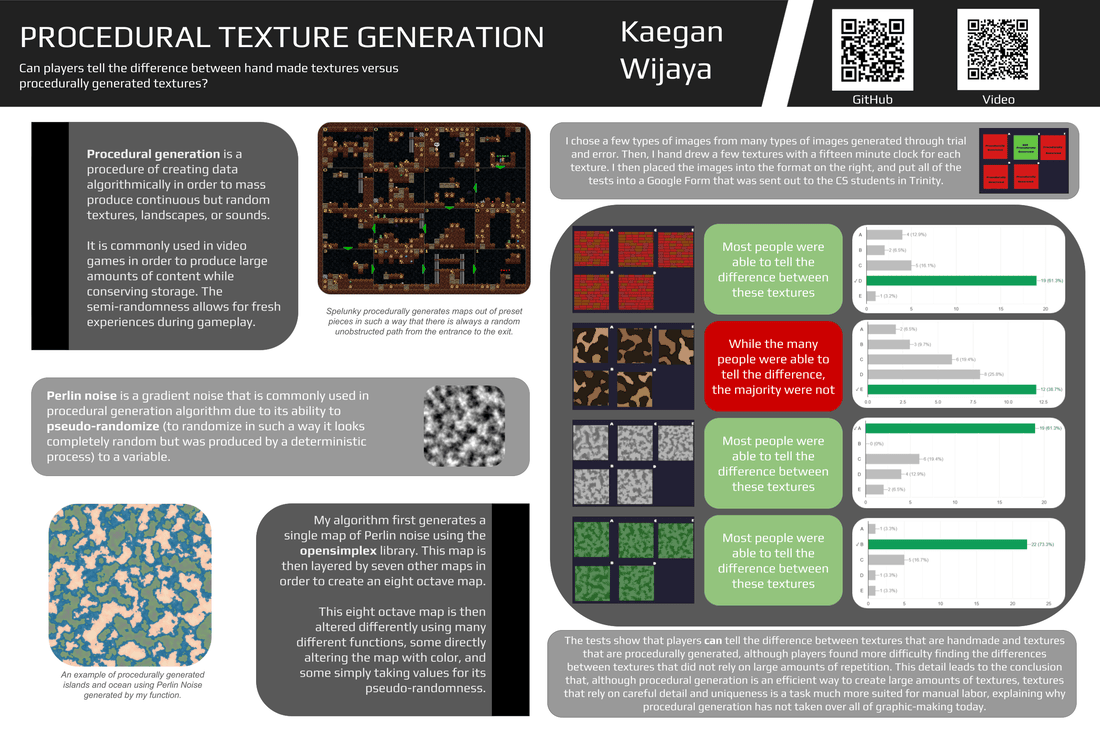 PROCEDURAL TEXTURE GENERATION
Can players tell the difference between hand made textures versus
procedurally generated textures?
Kaegan
Wijaya
GitHub
Video
Procedural generation is a
procedure of creating data
algorithmically in order to mass
produce continuous but random
textures, landscapes, or sounds.
It is commonly used in video
games in order to produce large
amounts of content while
conserving storage. The
semi-randomness allows for fresh
experiences during gameplay.
Spelunky procedurally generates maps out of preset
pieces in such a way that there is always a random
unobstructed path from the entrance to the exit.
Perlin noise is a gradient noise that is commonly used in
procedural generation algorithm due to its ability to
pseudo-randomize (to randomize in such a way it looks
completely random but was produced by a deterministic
process) to a variable.
An example of procedurally generated
islands and ocean using Perlin Noise
generated by my function.
My algorithm first generates a
single map of Perlin noise using the
opensimplex library. This map is
then layered by seven other maps in
order to create an eight octave map.
This eight octave map is then
altered differently using many
different functions, some directly
altering the map with color, and
some simply taking values for its
pseudo-randomness.
I chose a few types of images from many types of images generated through trial
and error. Then, I hand drew a few textures with a fifteen minute clock for each
texture. I then placed the images into the format on the right, and put all of the
tests into a Google Form that was sent out to the CS students in Trinity.
Most people were
able to tell the
difference between
these textures
A
4 (12.9%)
B
2 (6.5%)
C
5 (16.1%)
✓ D
19 (61.3%)
E
1 (3.2%)
0 5 10 15 20
While the many
people were able to
tell the difference,
the majority were not
A
2 (6.5%)
B
3 (9.7%)
C
6 (19.4%)
D
8 (25.8%)
✓ E
12 (38.7%)
0.0 2.5 5.0 7.5 10.0 12.5
Most people were
able to tell the
difference between
these textures
✓ A
19 (61.3%)
B
0 (0%)
C
6 (19.4%)
D
4 (12.9%)
E
2 (6.5%)
0 5 10 15 20
Most people were
able to tell the
difference between
these textures
A
1 (3.3%)
✓ B
22 (73.3%)
C
5 (16.7%)
D
1 (3.3%)
E
1 (3.3%)
0 5 10 15 20 25
The tests show that players can tell the difference between textures that are handmade and textures
that are procedurally generated, although players found more difficulty finding the differences
between textures that did not rely on large amounts of repetition. This detail leads to the conclusion
that, although procedural generation is an efficient way to create large amounts of textures, textures
that rely on careful detail and uniqueness is a task much more suited for manual labor, explaining why
procedural generation has not taken over all of graphic-making today.